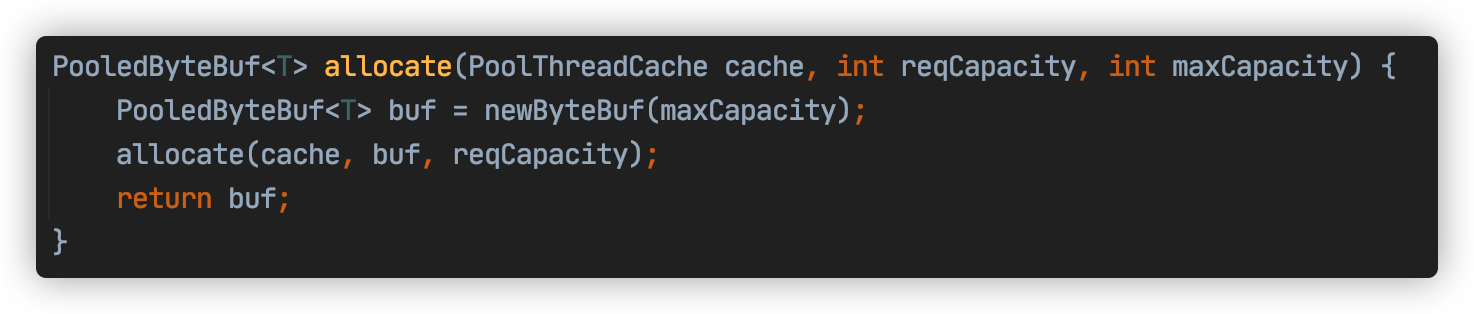 PooledByteBuf<T> allocate(PoolThreadCache cache, int reqCapacity, int maxCapacity) {
    PooledByteBuf<T> buf = newByteBuf(maxCapacity);
    allocate(cache, buf, reqCapacity);
    return buf;
}